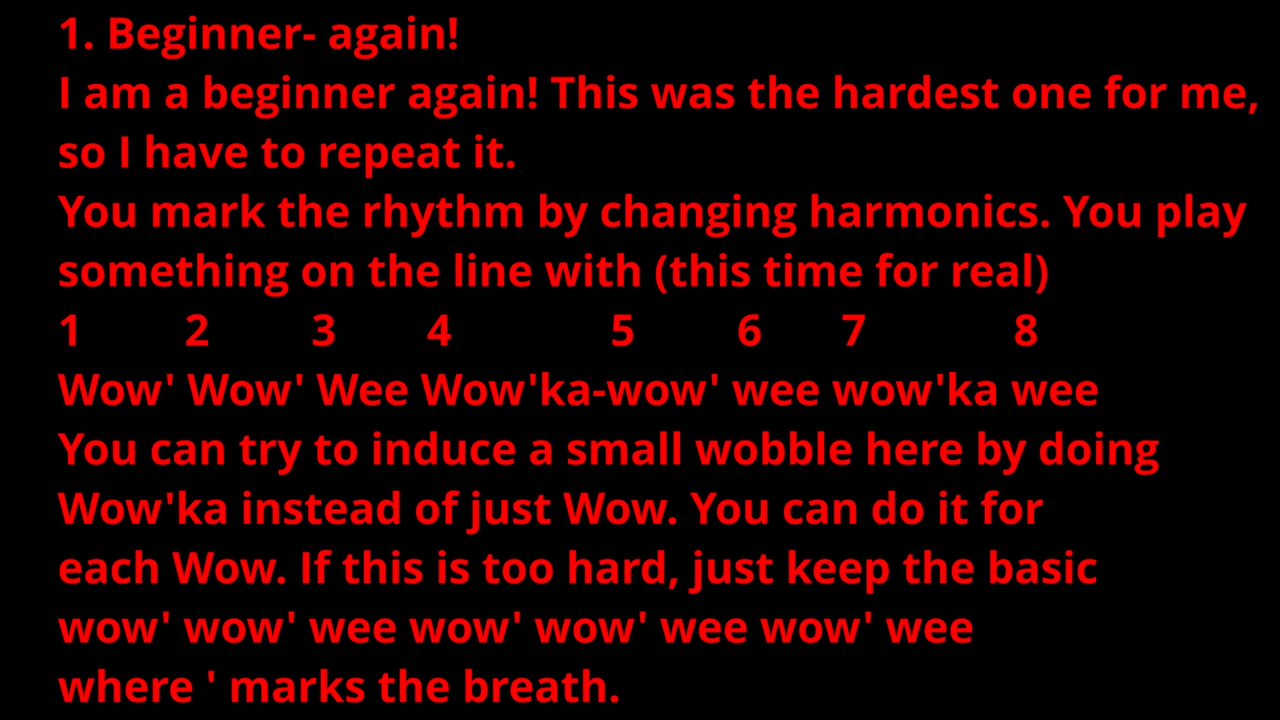 1. Beginner- again!
I am a beginner again! This was the hardest one for me,
so I have to repeat it.
You mark the rhythm by changing harmonics. You play
something on the line with (this time for real)
1 2 3 4 5 6 7 8
Wow' Wow' Wee Wow'ka-wow' wee wow'ka wee
You can try to induce a small wobble here by doing
Wow'ka instead of just Wow. You can do it for
each Wow. If this is too hard, just keep the basic
wow' wow' wee wow' wow' wee wow' wee
where ' marks the breath.